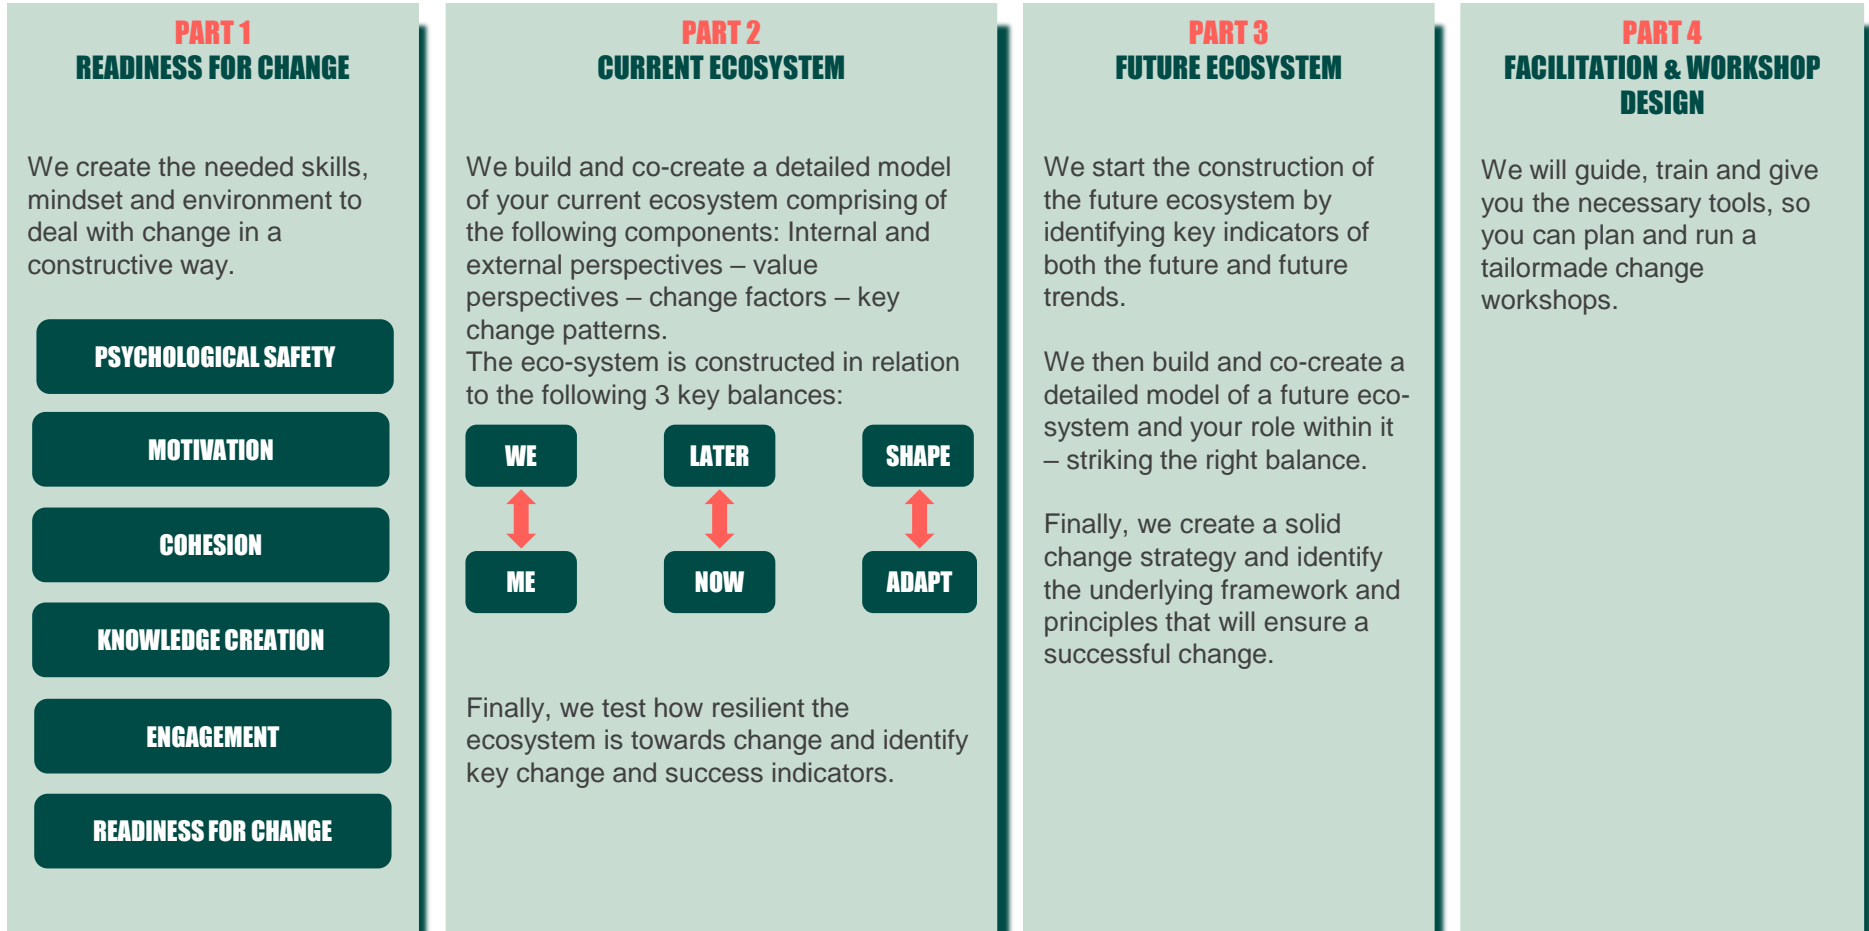 PART 1
READINESS FOR CHANGE
We create the needed skills,
mindset and environment to
deal with change in a
constructive way.
PSYCHOLOGICAL SAFETY
MOTIVATION
COHESION
KNOWLEDGE CREATION
ENGAGEMENT
READINESS FOR CHANGE
PART 2
CURRENT ECOSYSTEM
We build and co-create a detailed model
of your current ecosystem comprising of
the following components: Internal and
external perspectives – value
perspectives – change factors – key
change patterns.
The eco-system is constructed in relation
to the following 3 key balances:
WE
LATER
SHAPE
ME
NOW
ADAPT
Finally, we test how resilient the
ecosystem is towards change and identify
key change and success indicators.
PART 3
FUTURE ECOSYSTEM
We start the construction of
the future ecosystem by
identifying key indicators of
both the future and future
trends.
We then build and co-create a
detailed model of a future eco-
system and your role within it
– striking the right balance.
Finally, we create a solid
change strategy and identify
the underlying framework and
principles that will ensure a
successful change.
PART 4
FACILITATION & WORKSHOP
DESIGN
We will guide, train and give
you the necessary tools, so
you can plan and run a
tailormade change
workshops.